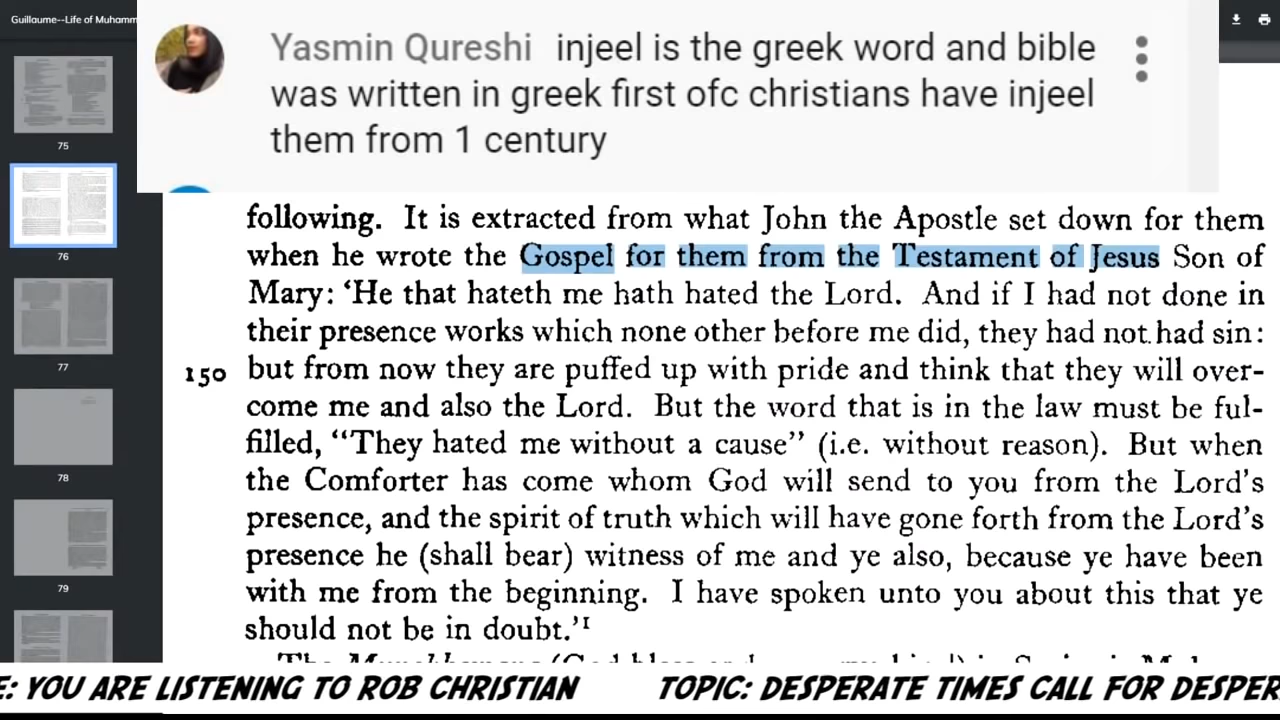 Guillaume--Life of Muhamm
Yasmin Qureshi injeel is the greek word and bible
was written in greek first ofc christians have injeel
them from 1 century
75
76
77
78
79
following. It is extracted from what John the Apostle set down for them
when he wrote the Gospel for them from the Testament of Jesus Son of
Mary: ‘He that hateth me hath hated the Lord. And if I had not done in
their presence works which none other before me did, they had not had sin:
150 but from now they are puffed up with pride and think that they will over-
come me and also the Lord. But the word that is in the law must be ful-
filled, “They hated me without a cause” (i.e. without reason). But when
the Comforter has come whom God will send to you from the Lord’s
presence, and the spirit of truth which will have gone forth from the Lord’s
presence he (shall bear) witness of me and ye also, because ye have been
with me from the beginning. I have spoken unto you about this that ye
should not be in doubt.’¹
E: YOU ARE LISTENING TO ROB CHRISTIAN TOPIC: DESPERATE TIMES CALL FOR DESPER